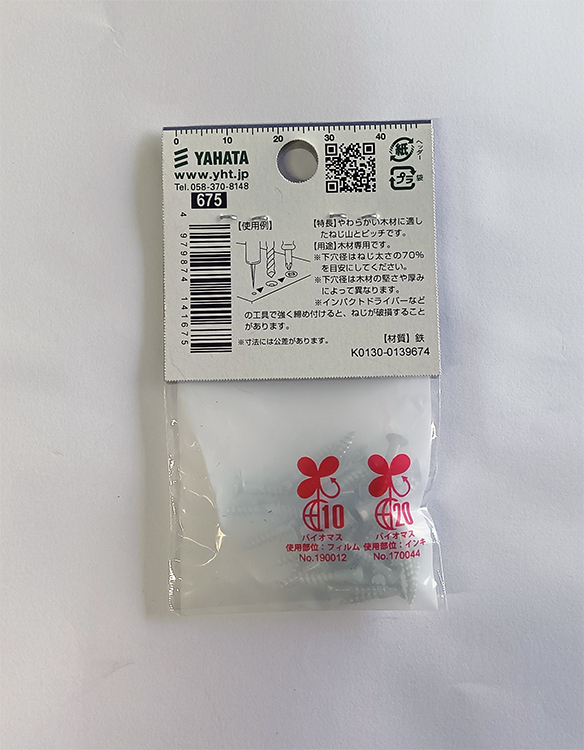 0 10 20 30 40
YAHATA
www.yht.jp
Tel. 058-370-8148
675
4 979874 141675
紙
ヘッダー
プラ
袋
【使用例】
【特長】やわらかい木材に適し
たねじ山とピッチです。
【用途】木材専用です。
※下穴径はねじ太さの70%
を目安にしてください。
※下穴径は木材の堅さや厚み
によって異なります。
※インパクトドライバーなど
の工具で強く締め付けると、ねじが破損すること
があります。
※寸法には公差があります。
【材質】鉄
K0130-0139674
10
バイオマス
使用部位：フィルム
No.190012
20
バイオマス
使用部位：インキ
No.170044